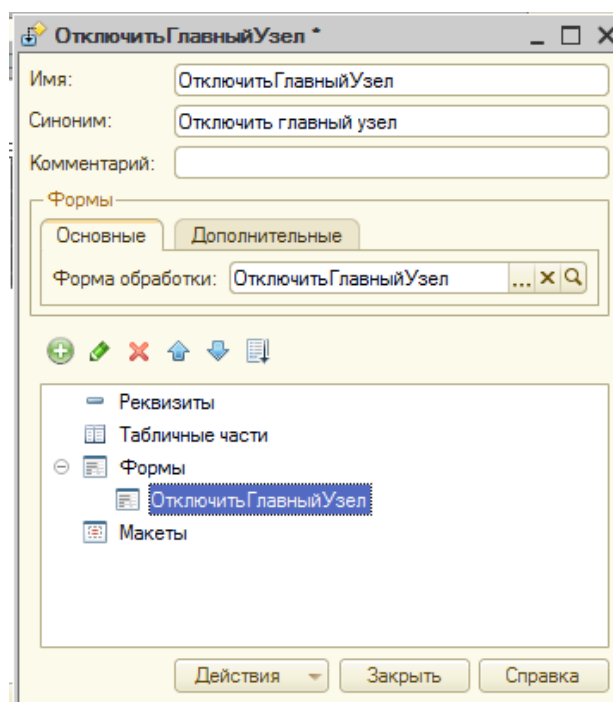 ОтключитьГлавныйУзел *
Имя: ОтключитьГлавныйУзел
Синоним: Отключить главный узел
Комментарий:
Формы
Основные Дополнительные
Форма обработки: ОтключитьГлавныйУзел ...
Реквизиты
Табличные части
Формы
ОтключитьГлавныйУзел
Макеты
Действия Закрыть Справка